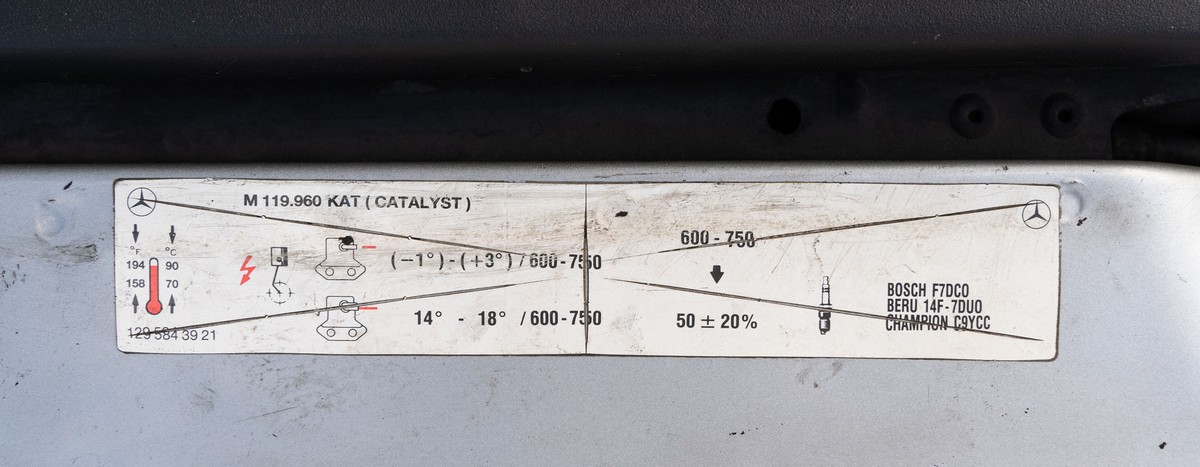 M 119.960 KAT ( CATALYST )
°F °C
194 90
158 70
129 584 39 21
(−1°) - (+3°) / 600-750
14° - 18° / 600-750
600 - 750
50 ± 20%
BOSCH F7DCO
BERU 14F-7DUO
CHAMPION C9YCC